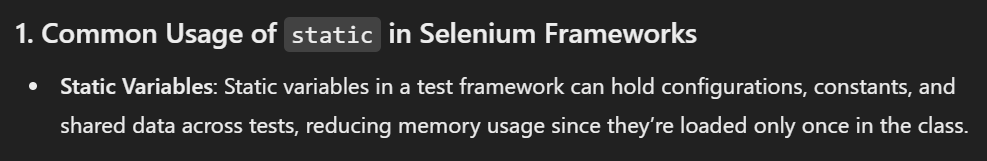 1. Common Usage of static in Selenium Frameworks
• Static Variables: Static variables in a test framework can hold configurations, constants, and
shared data across tests, reducing memory usage since they’re loaded only once in the class.